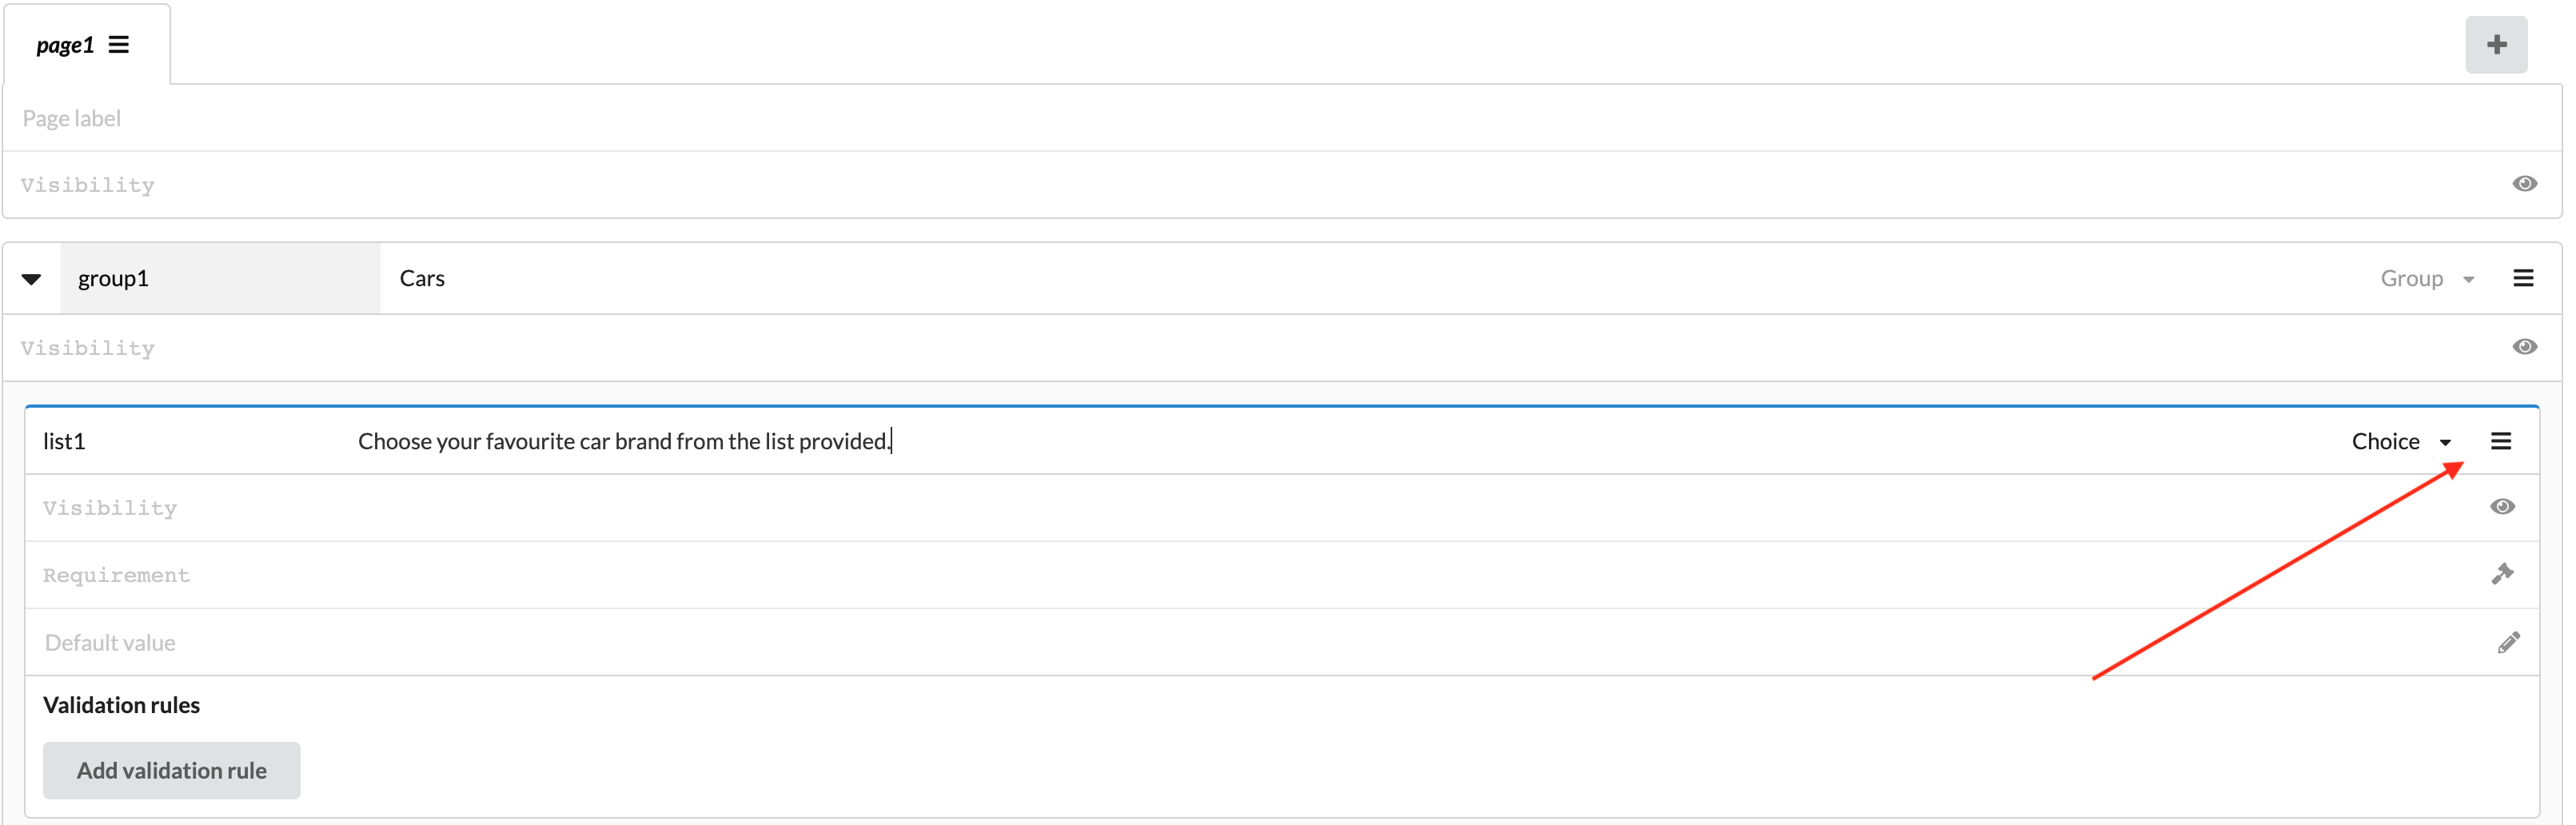 page1
Page label
Visibility
group1 Cars Group
Visibility
list1 Choose your favourite car brand from the list provided. Choice
Visibility
Requirement
Default value
Validation rules
Add validation rule